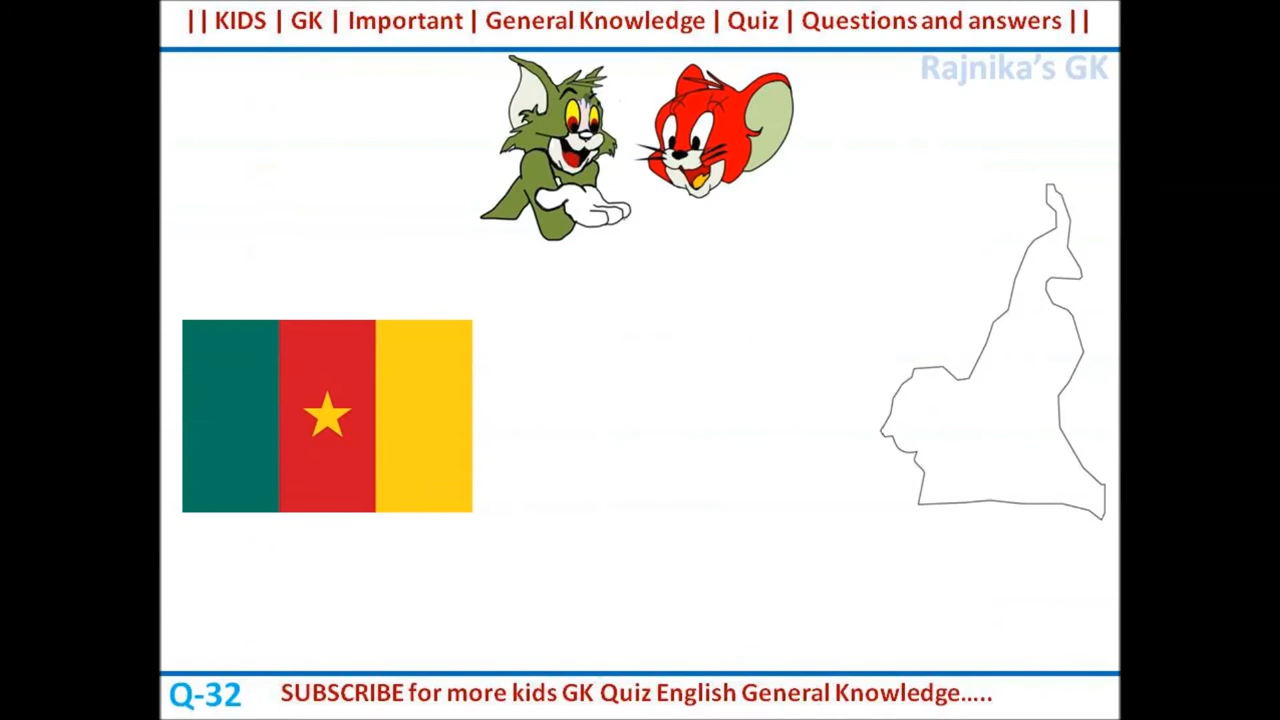 || KIDS | GK | Important | General Knowledge | Quiz | Questions and answers ||
Rajnika's GK
Q-32 SUBSCRIBE for more kids GK Quiz English General Knowledge.....